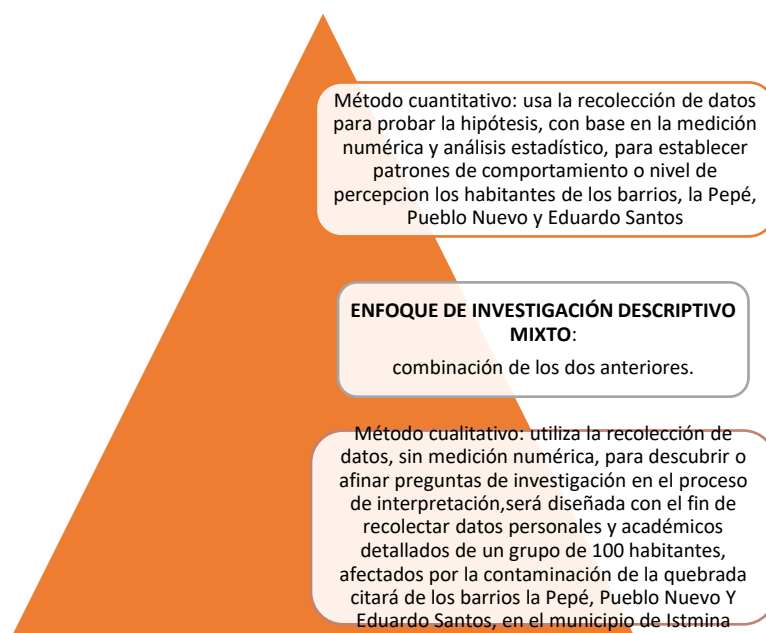 Método cuantitativo: usa la recolección de datos
para probar la hipótesis, con base en la medición
numérica y análisis estadístico, para establecer
patrones de comportamiento o nivel de
percepcion los habitantes de los barrios, la Pepé,
Pueblo Nuevo y Eduardo Santos
ENFOQUE DE INVESTIGACIÓN DESCRIPTIVO
MIXTO:
combinación de los dos anteriores.
Método cualitativo: utiliza la recolección de
datos, sin medición numérica, para descubrir o
afinar preguntas de investigación en el proceso
de interpretación,será diseñada con el fin de
recolectar datos personales y académicos
detallados de un grupo de 100 habitantes,
afectados por la contaminación de la quebrada
citará de los barrios la Pepé, Pueblo Nuevo Y
Eduardo Santos, en el municipio de Istmina